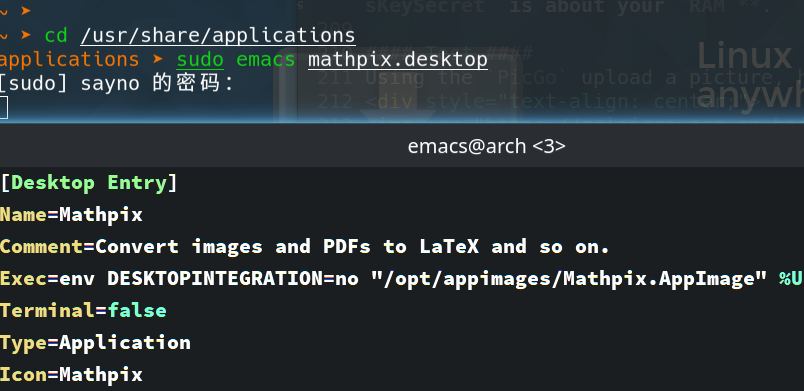 ~ ➤
~ ➤ cd /usr/share/applications
applications ➤ sudo emacs mathpix.desktop
[sudo] sayno 的密码：
sKeySecret` is about your `RAM`**.
209
210 ########
211 Using the `PicGo` upload a picture,
212 <div style="text-align: center,
Linux
anywh
emacs@arch <3>
[Desktop Entry]
Name=Mathpix
Comment=Convert images and PDFs to LaTeX and so on.
Exec=env DESKTOPINTEGRATION=no "/opt/appimages/Mathpix.AppImage" %U
Terminal=false
Type=Application
Icon=Mathpix